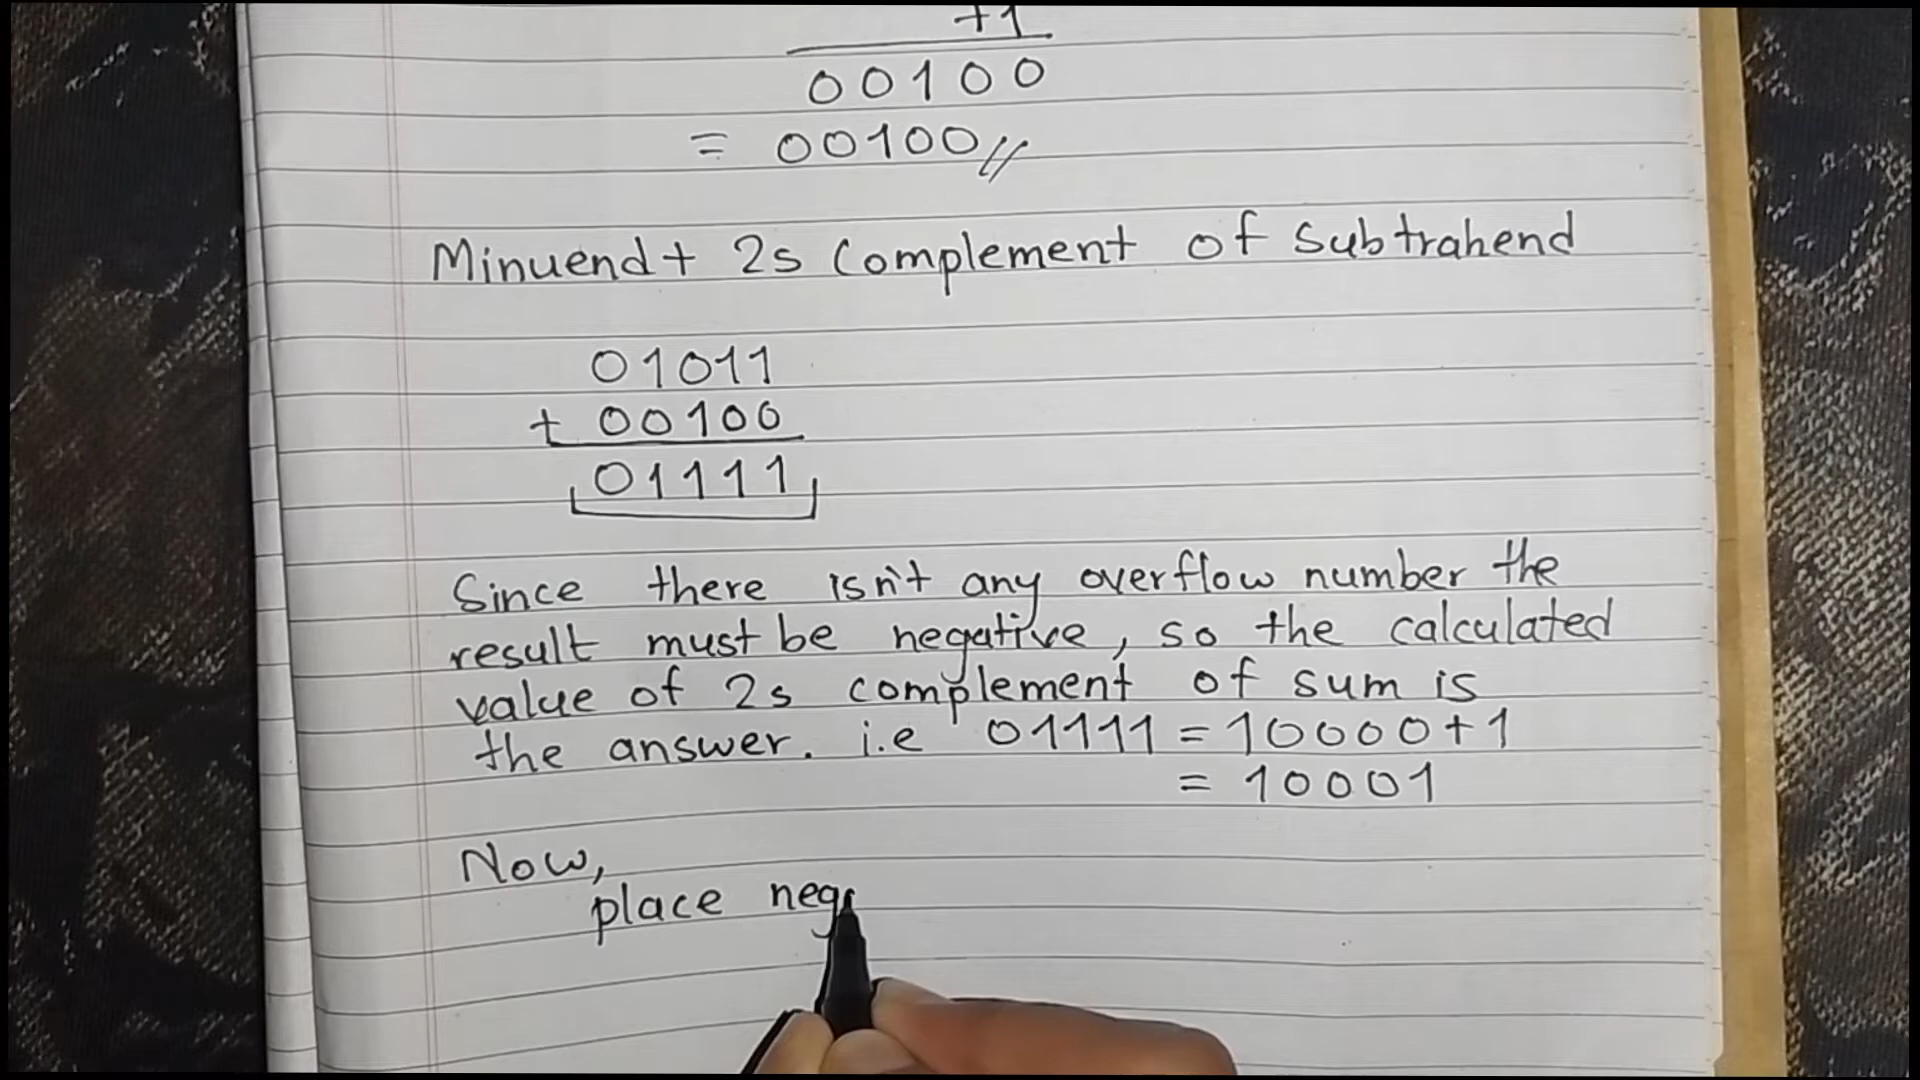 +1
00100
= 00100//
Minuend + 2s Complement of Subtrahend
01011
+ 00100
01111
Since there isn't any overflow number the
result must be negative, so the calculated
value of 2s complement of sum is
the answer. i.e 01111 = 10000+1
= 10001
Now,
place neg